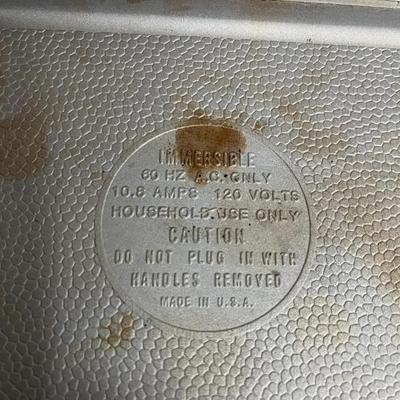 IMMERSIBLE
60 HZ A.C. ONLY
10.8 AMPS 120 VOLTS
HOUSEHOLD USE ONLY
CAUTION
DO NOT PLUG IN WITH
HANDLES REMOVED
MADE IN U.S.A.